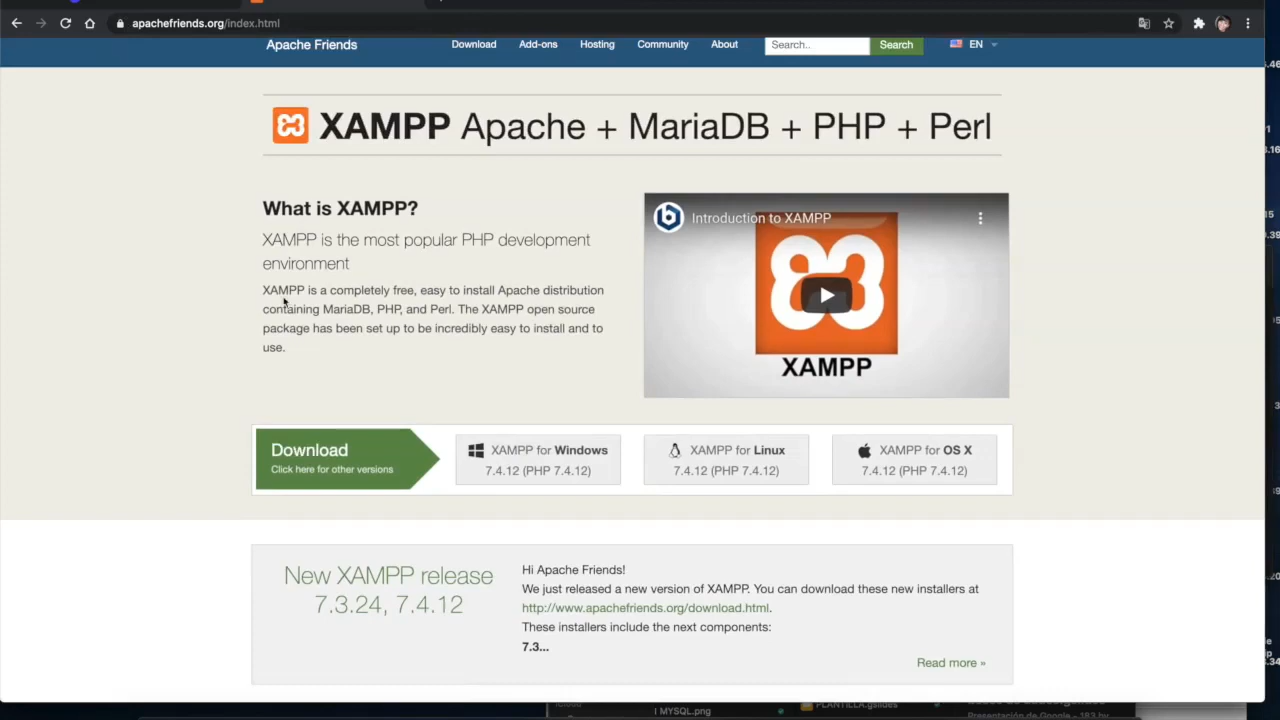 apachefriends.org/index.html
Apache Friends
Download
Add-ons
Hosting
Community
About
Search..
Search
EN
XAMPP Apache + MariaDB + PHP + Perl
What is XAMPP?
XAMPP is the most popular PHP development
environment
XAMPP is a completely free, easy to install Apache distribution
containing MariaDB, PHP, and Perl. The XAMPP open source
package has been set up to be incredibly easy to install and to
use.
Introduction to XAMPP
XAMPP
Download
Click here for other versions
XAMPP for Windows
7.4.12 (PHP 7.4.12)
XAMPP for Linux
7.4.12 (PHP 7.4.12)
XAMPP for OS X
7.4.12 (PHP 7.4.12)
New XAMPP release
7.3.24, 7.4.12
Hi Apache Friends!
We just released a new version of XAMPP. You can download these new installers at
http://www.apachefriends.org/download.html.
These installers include the next components:
7.3...
Read more »
MYSQL.png
PLANTILLA.gslides
Presentación de Google - 183 by